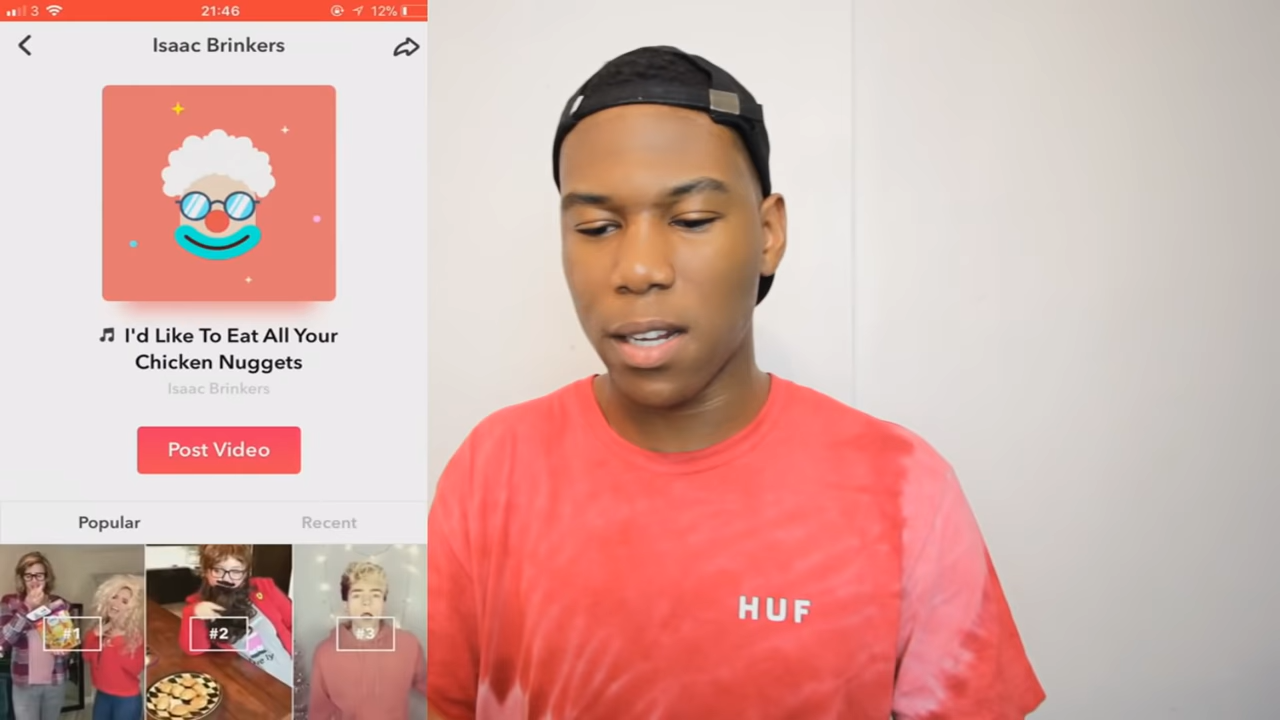 3 21:46 12%
Isaac Brinkers
I'd Like To Eat All Your
Chicken Nuggets
Isaac Brinkers
Post Video
Popular Recent
#1 #2 #3
HUF